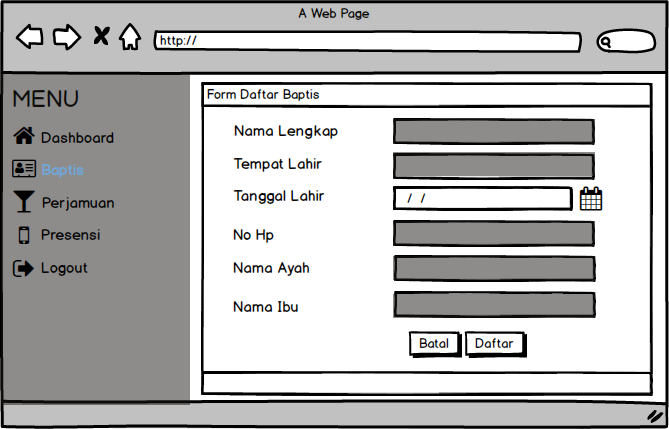 A Web Page
http://
MENU
Dashboard
Baptis
Perjamuan
Presensi
Logout
Form Daftar Baptis
Nama Lengkap
Tempat Lahir
Tanggal Lahir
/ /
No Hp
Nama Ayah
Nama Ibu
Batal
Daftar